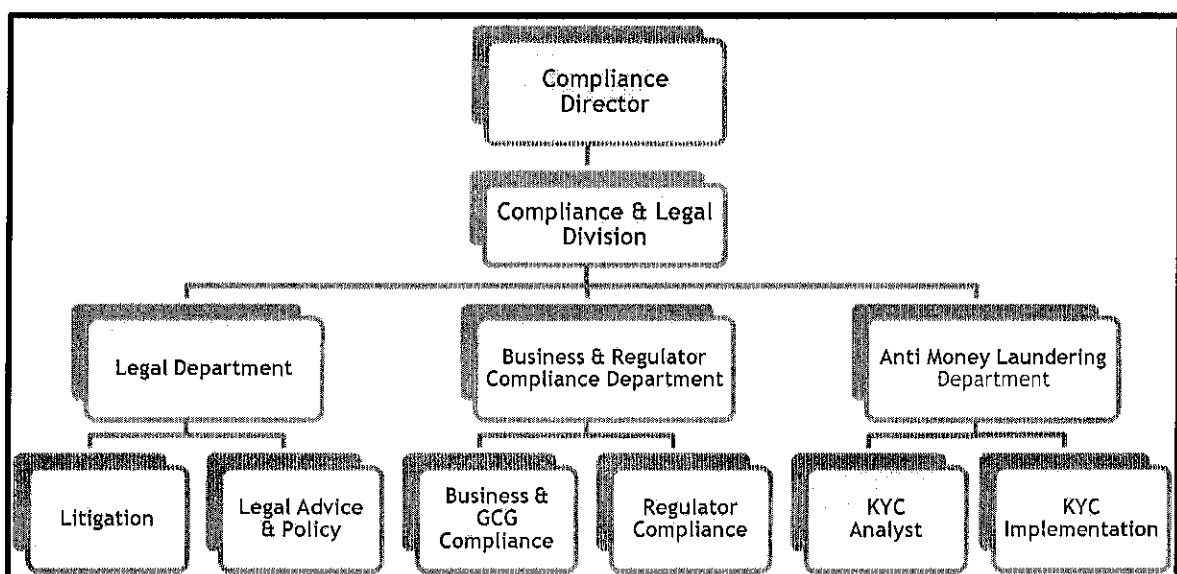 Compliance
Director
Compliance & Legal
Division
Legal Department
Business & Regulator
Compliance Department
Anti Money Laundering
Department
Litigation
Legal Advice
& Policy
Business &
GCG
Compliance
Regulator
Compliance
KYC
Analyst
KYC
Implementation